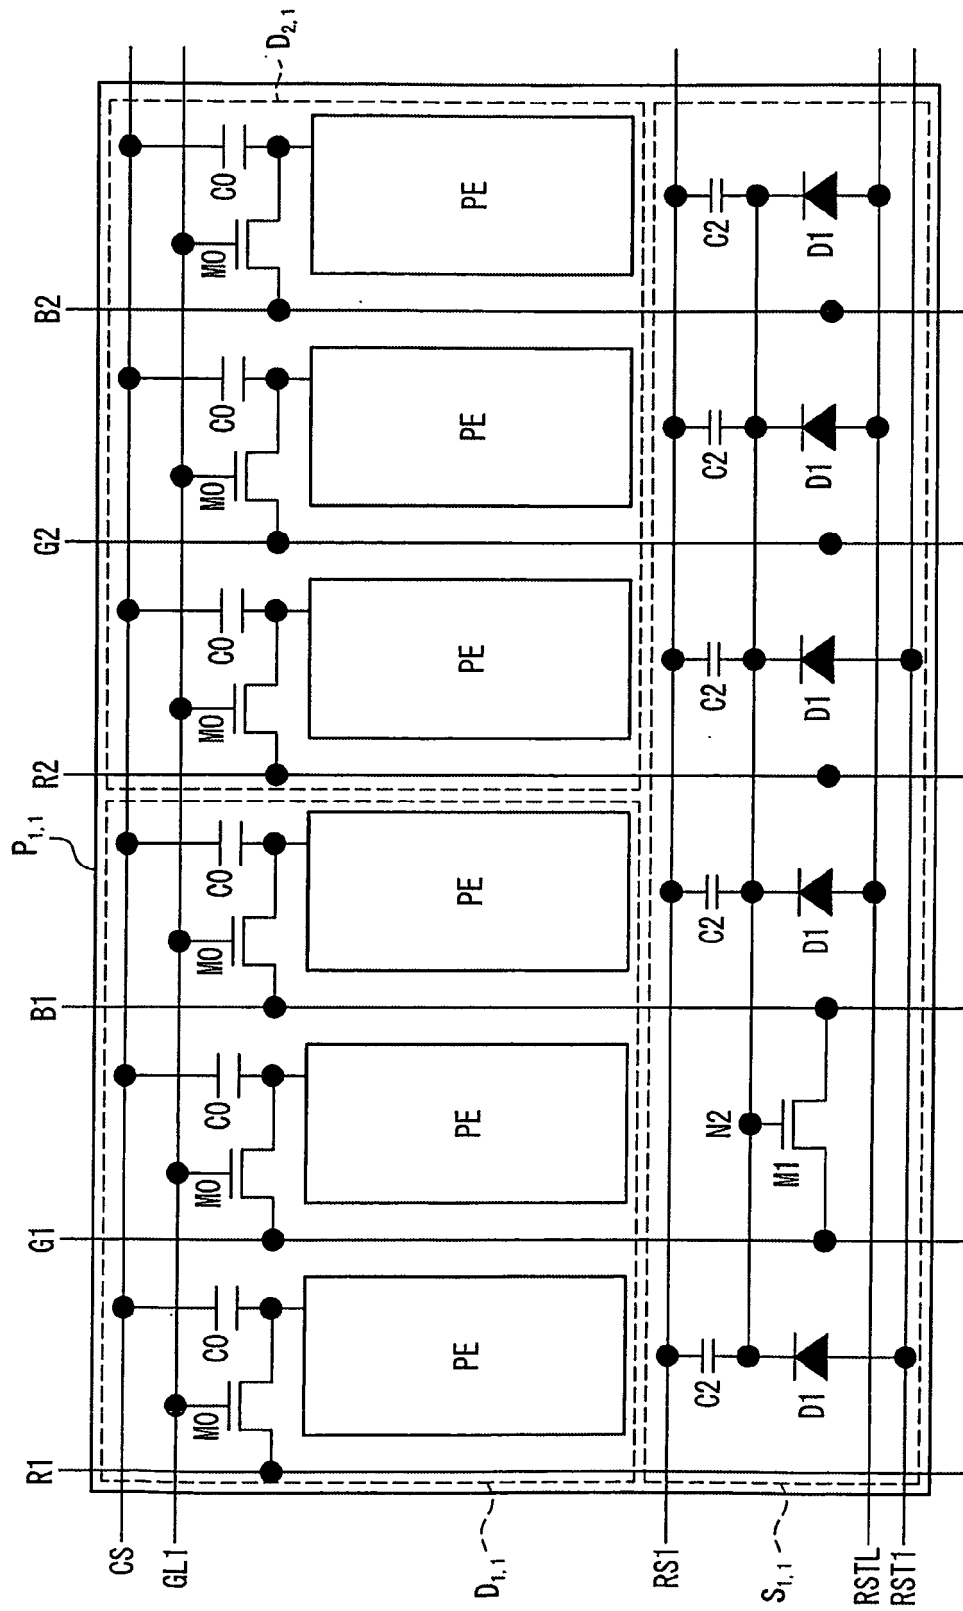 P1,1
R1 G1 B1 R2 G2 B2
CS
GL1
M0 C0 M0 C0 M0 C0 M0 C0 M0 C0 M0 C0
D2,1
PE PE PE PE PE PE
D1,1
RS1
C2 N2 C2 C2 C2 C2
M1
D1 D1 D1 D1 D1
S1,1
RSTL
RST1